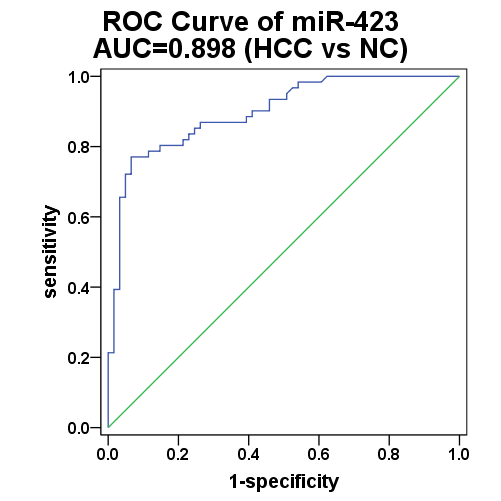 ROC Curve of miR-423
AUC=0.898 (HCC vs NC)
1.0
0.8
0.6
0.4
0.2
0.0
sensitivity
0.0 0.2 0.4 0.6 0.8 1.0
1-specificity